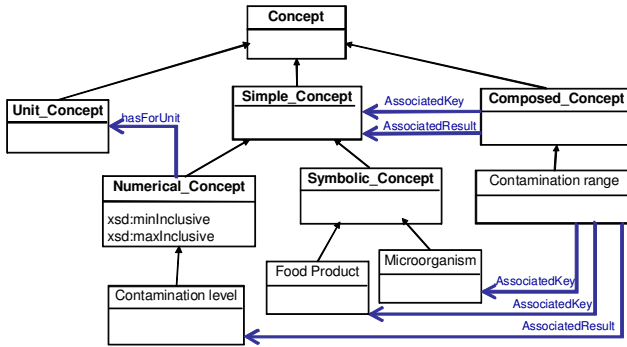 Concept
Simple_Concept
AssociatedKey
Composed_Concept
Unit_Concept
hasForUnit
AssociatedResult
Numerical_Concept
Symbolic_Concept
Contamination range
xsd:minInclusive
xsd:maxInclusive
Food Product
Microorganism
AssociatedKey
Contamination level
AssociatedKey
AssociatedResult